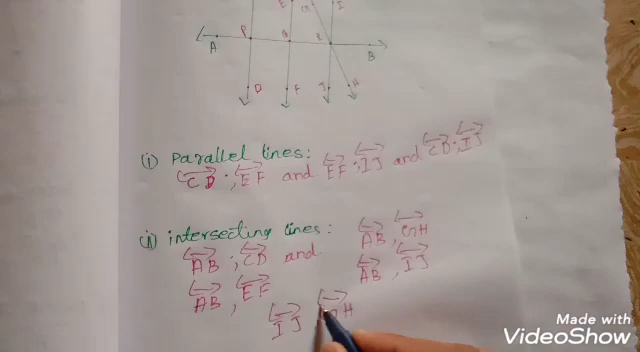 E G I
A P Q R B
D F J H
(i) Parallel lines:
CD ; EF and EF ; IJ and CD ; IJ
(ii) intersecting lines:
AB ; CD and AB , GH
AB , EF AB , IJ
IJ GH
Made with
VideoShow